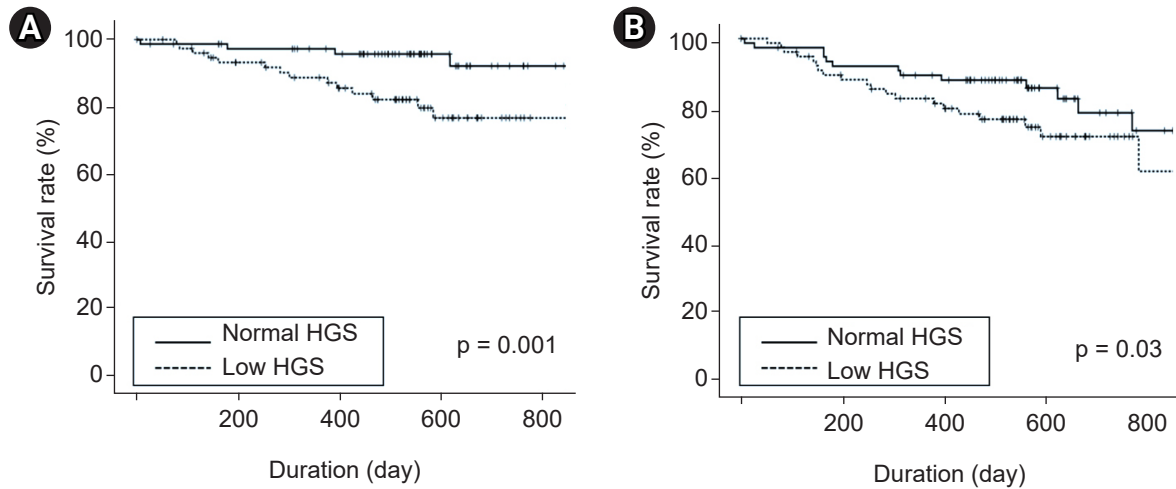 A
Survival rate (%)
100
80
60
40
20
0
Normal HGS
Low HGS
p = 0.001
200 400 600 800
Duration (day)
B
Survival rate (%)
100
80
60
40
20
0
Normal HGS
Low HGS
p = 0.03
200 400 600 800
Duration (day)